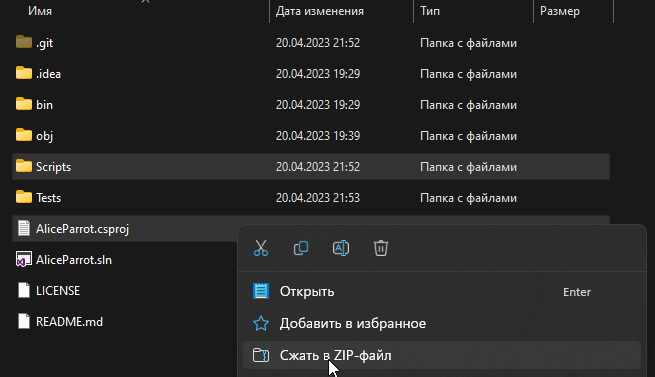 Имя Дата изменения Тип Размер
.git 20.04.2023 21:52 Папка с файлами
.idea 20.04.2023 19:29 Папка с файлами
bin 20.04.2023 19:29 Папка с файлами
obj 20.04.2023 19:39 Папка с файлами
Scripts 20.04.2023 21:52 Папка с файлами
Tests 20.04.2023 21:53 Папка с файлами
AliceParrot.csproj
AliceParrot.sln
LICENSE
README.md
Открыть Enter
Добавить в избранное
Сжать в ZIP-файл